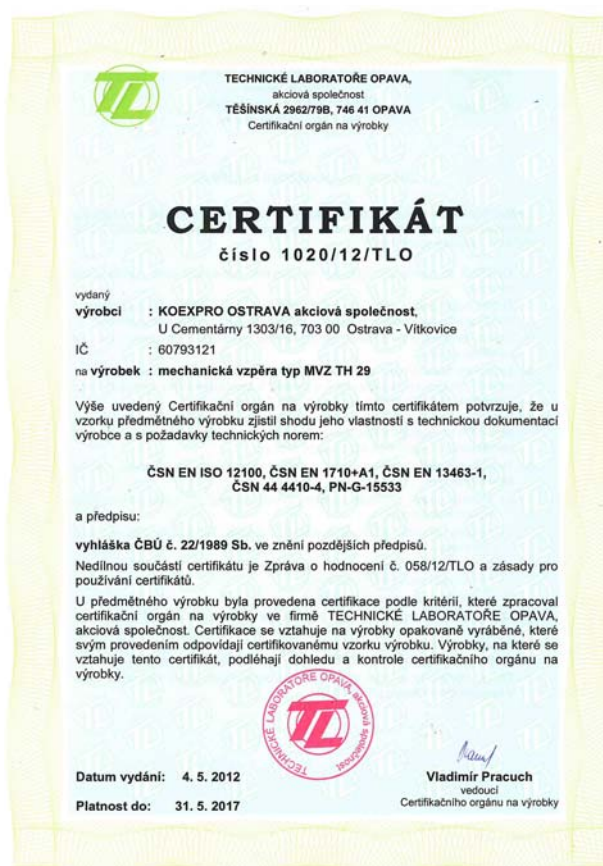 TL
TECHNICKÉ LABORATOŘE OPAVA,
akciová společnost
TĚŠÍNSKÁ 2962/79B, 746 41 OPAVA
Certifikační orgán na výrobky
CERTIFIKÁT
číslo 1020/12/TLO
vydaný
výrobci : KOEXPRO OSTRAVA akciová společnost,
U Cementárny 1303/16, 703 00 Ostrava - Vítkovice
IČ : 60793121
na výrobek : mechanická vzpěra typ MVZ TH 29
Výše uvedený Certifikační orgán na výrobky tímto certifikátem potvrzuje, že u
vzorku předmětného výrobku zjistil shodu jeho vlastností s technickou dokumentací
výrobce a s požadavky technických norem:
ČSN EN ISO 12100, ČSN EN 1710+A1, ČSN EN 13463-1,
ČSN 44 4410-4, PN-G-15533
a předpisu:
vyhláška ČBÚ č. 22/1989 Sb. ve znění pozdějších předpisů.
Nedílnou součástí certifikátu je Zpráva o hodnocení č. 058/12/TLO a zásady pro
používání certifikátů.
U předmětného výrobku byla provedena certifikace podle kritérií, které zpracoval
certifikační orgán na výrobky ve firmě TECHNICKÉ LABORATOŘE OPAVA,
akciová společnost. Certifikace se vztahuje na výrobky opakovaně vyráběné, které
svým provedením odpovídají certifikovanému vzorku výrobku. Výrobky, na které se
vztahuje tento certifikát, podléhají dohledu a kontrole certifikačního orgánu na
výrobky.
TECHNICKÉ LABORATOŘE OPAVA, akciová společnost
TL
Datum vydání: 4. 5. 2012
Platnost do: 31. 5. 2017
Vladimír Pracuch
vedoucí
Certifikačního orgánu na výrobky